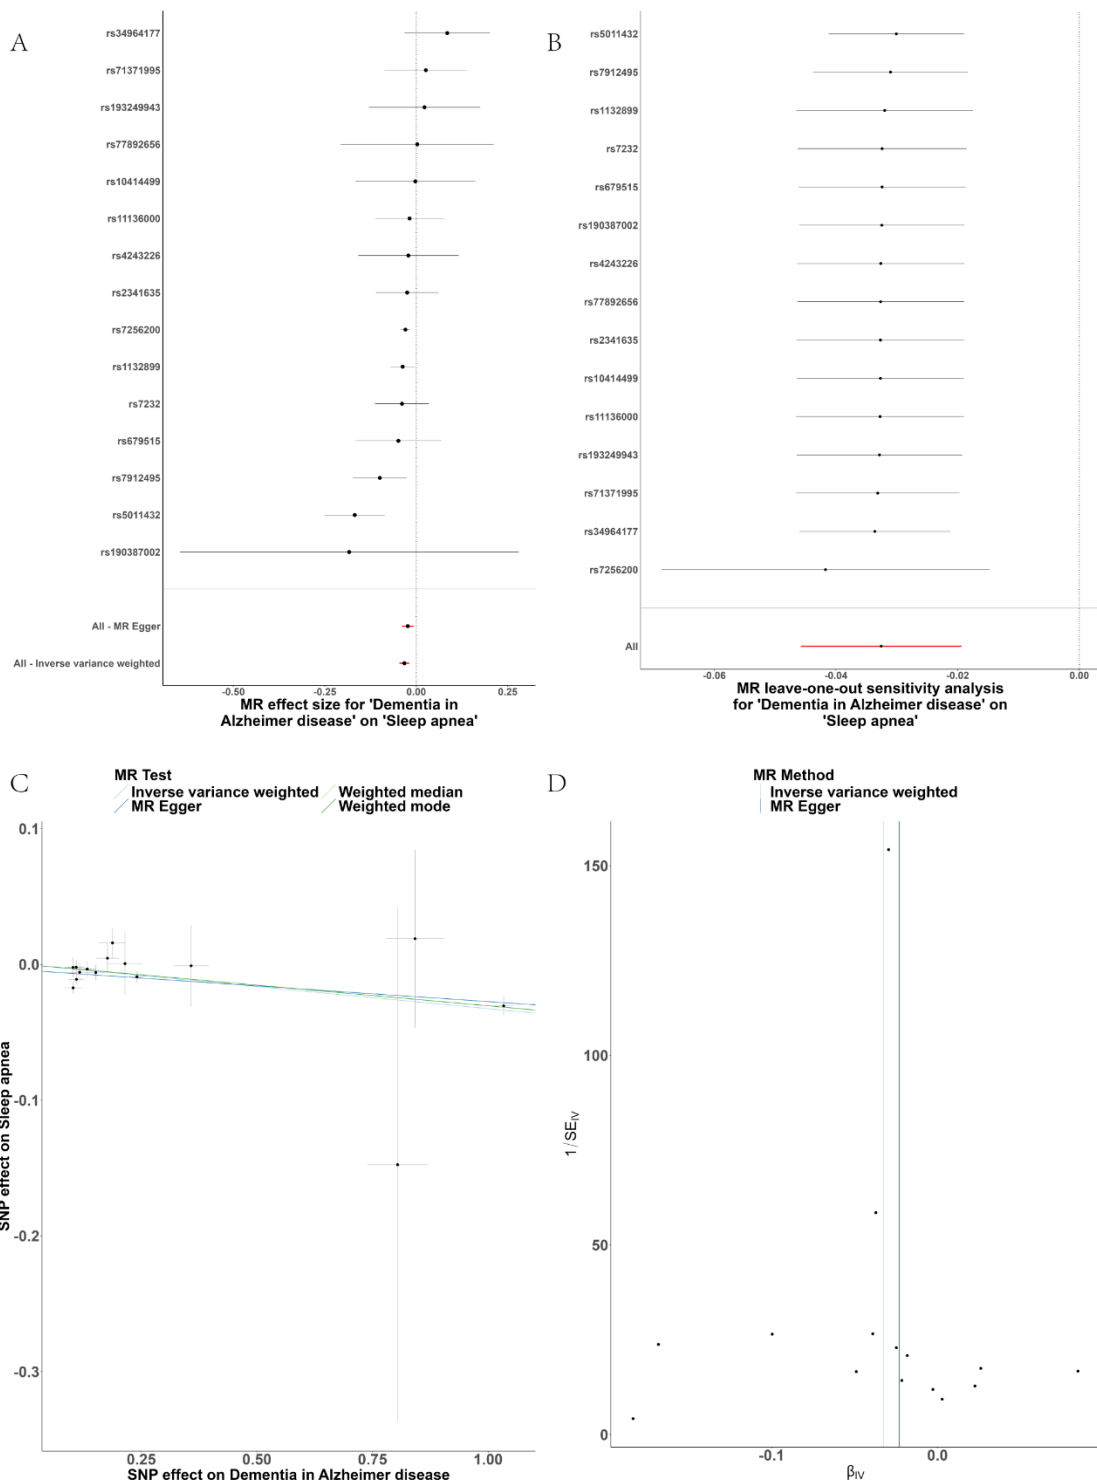 A
rs34964177
rs71371995
rs193249943
rs77892656
rs10414499
rs11136000
rs4243226
rs2341635
rs7256200
rs1132899
rs7232
rs679515
rs7912495
rs5011432
rs190387002
All - MR Egger
All - Inverse variance weighted
-0.50 -0.25 0.00 0.25
MR effect size for 'Dementia in
Alzheimer disease' on 'Sleep apnea'
B
rs5011432
rs7912495
rs1132899
rs7232
rs679515
rs190387002
rs4243226
rs77892656
rs2341635
rs10414499
rs11136000
rs193249943
rs71371995
rs34964177
rs7256200
All
-0.06 -0.04 -0.02 0.00
MR leave-one-out sensitivity analysis
for 'Dementia in Alzheimer disease' on
'Sleep apnea'
C
MR Test
Inverse variance weighted Weighted median
MR Egger Weighted mode
0.1
0.0
-0.1
-0.2
-0.3
SNP effect on Sleep apnea
0.25 0.50 0.75 1.00
SNP effect on Dementia in Alzheimer disease
D
MR Method
Inverse variance weighted
MR Egger
150
100
50
0
1/SE_IV
-0.1 0.0
β_IV